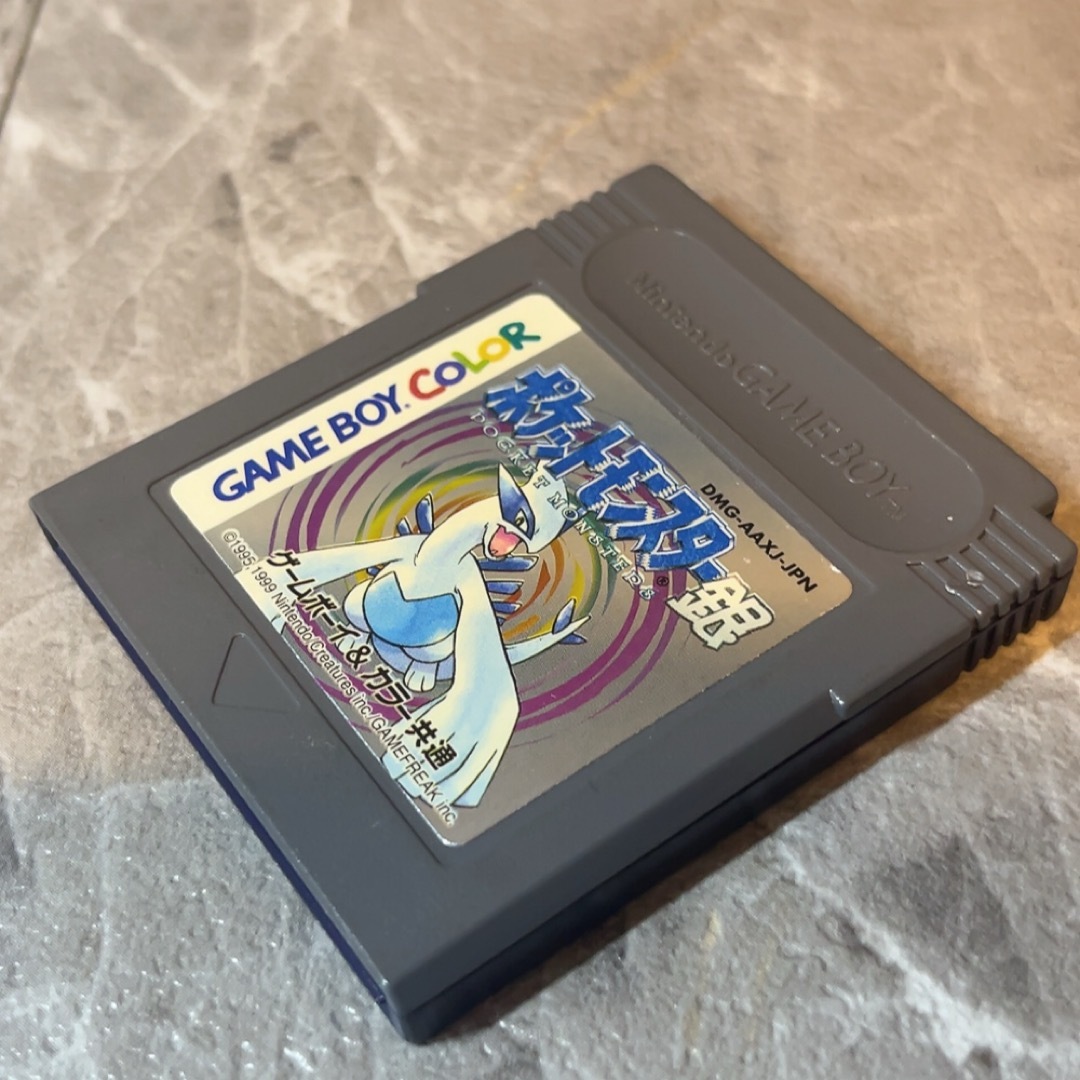 Nintendo GAME BOY™
GAME BOY COLOR
ポケットモンスター銀
POCKET MONSTERS®
DMG-AAXJ-JPN
ゲームボーイ&カラー共通
©1995,1999 Nintendo/Creatures inc./GAMEFREAK inc.